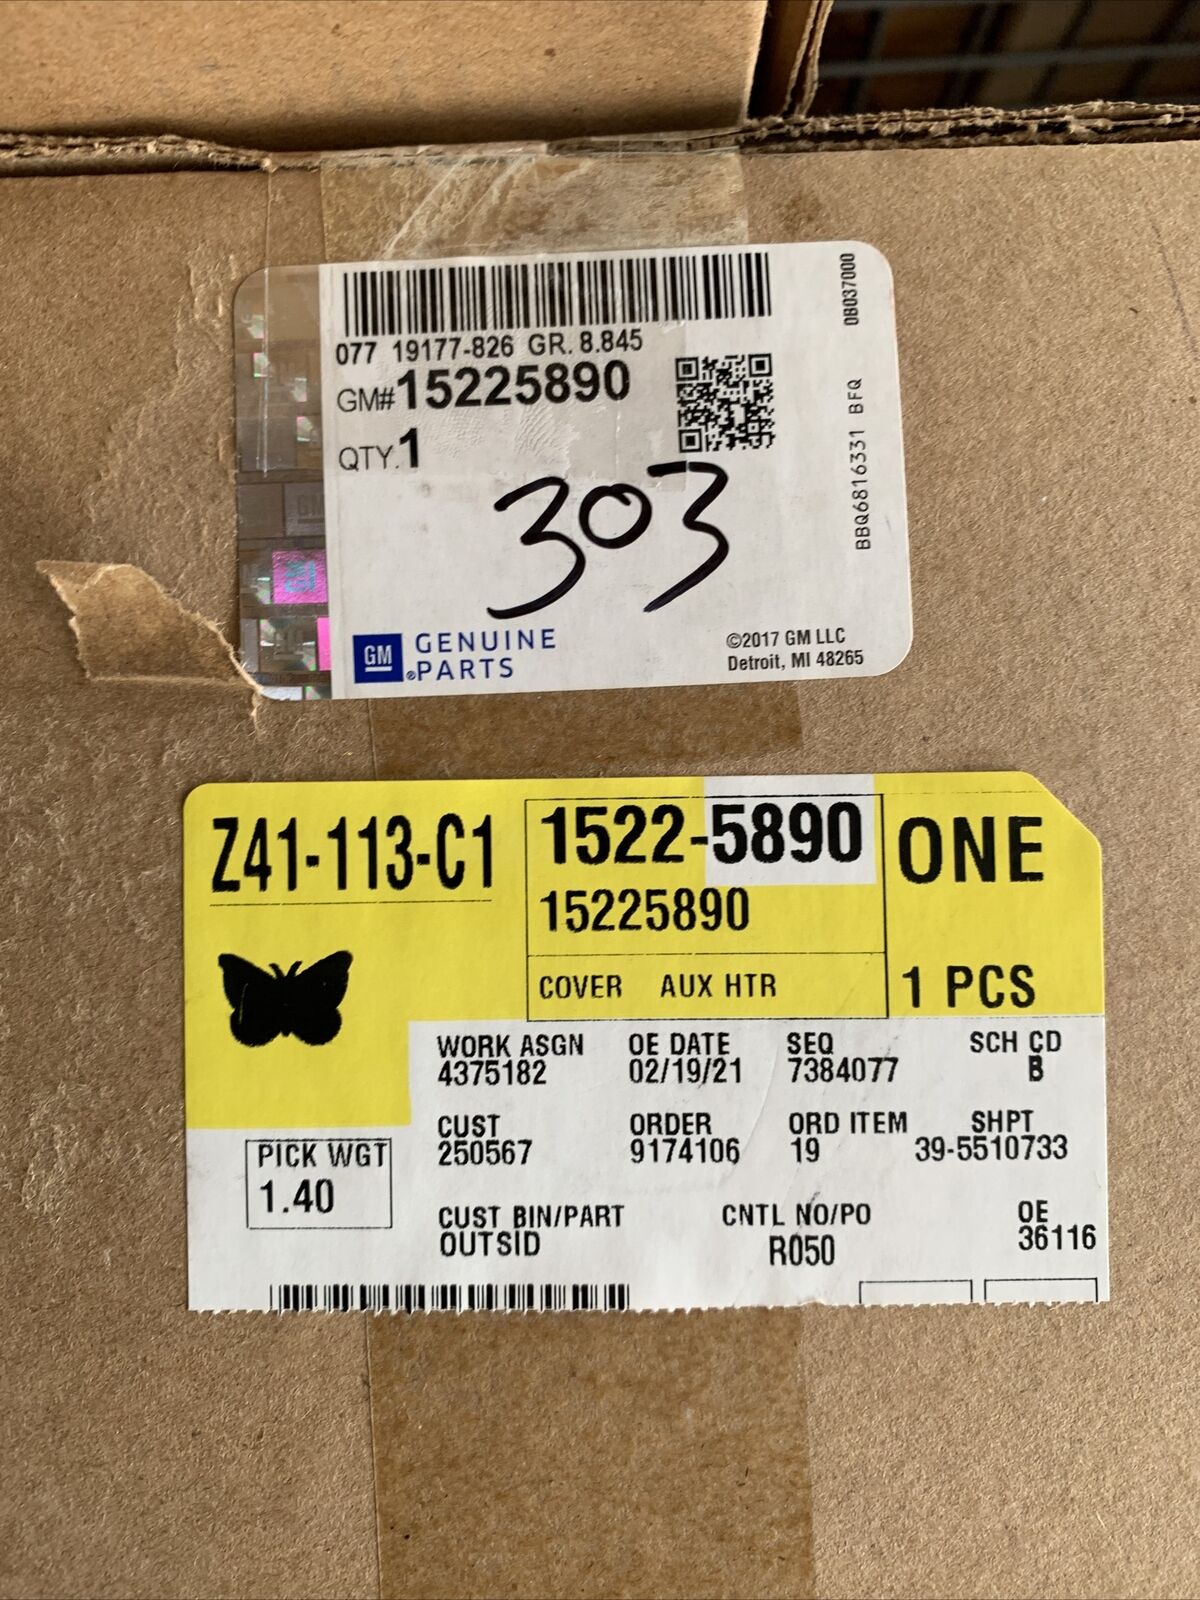 077 19177-826 GR. 8.845
GM#15225890
QTY.1
303
GM GENUINE
®PARTS
©2017 GM LLC
Detroit, MI 48265
0B037000
BBQ6816331 BFQ
GM
Z41-113-C1
1522-5890
15225890
COVER AUX HTR
ONE
1 PCS
WORK ASGN OE DATE SEQ SCH CD
4375182 02/19/21 7384077 B
CUST ORDER ORD ITEM SHPT
250567 9174106 19 39-5510733
PICK WGT
1.40
CUST BIN/PART CNTL NO/PO OE
OUTSID R050 36116